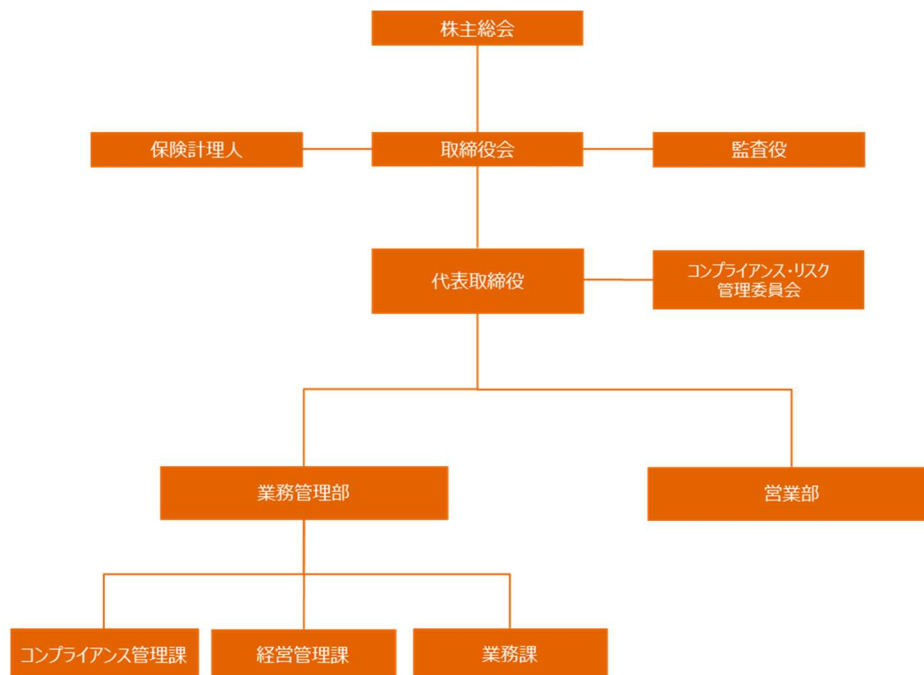 株主総会
保険計理人
取締役会
監査役
代表取締役
コンプライアンス・リスク
管理委員会
業務管理部
営業部
コンプライアンス管理課
経営管理課
業務課